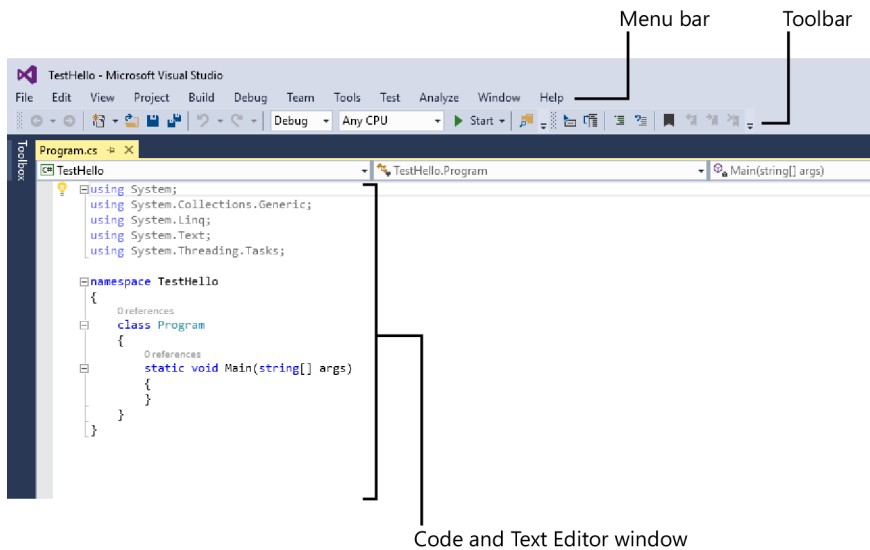 Menu bar
Toolbar
TestHello - Microsoft Visual Studio
File Edit View Project Build Debug Team Tools Test Analyze Window Help
Debug Any CPU Start
Toolbox
Program.cs
C# TestHello TestHello.Program Main(string[] args)
using System;
using System.Collections.Generic;
using System.Linq;
using System.Text;
using System.Threading.Tasks;
namespace TestHello
{
0 references
class Program
{
0 references
static void Main(string[] args)
{
}
}
}
Code and Text Editor window